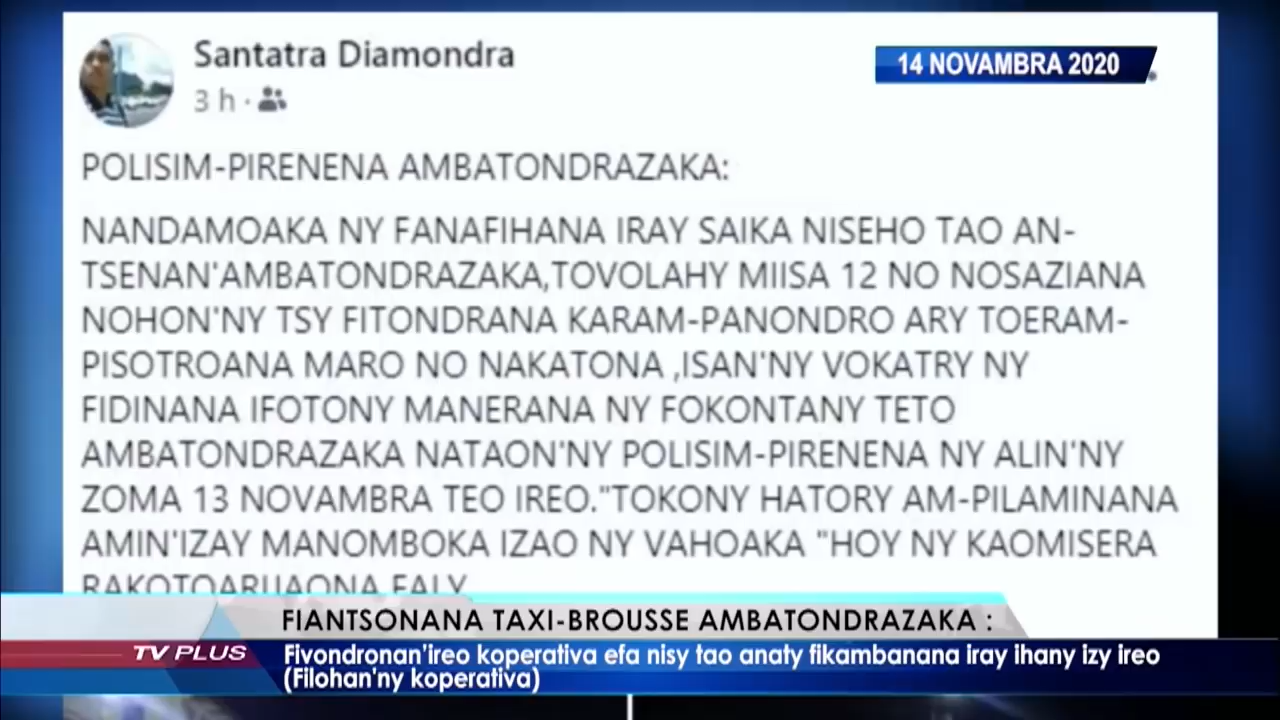 Santatra Diamondra
14 NOVAMBRA 2020
3 h ·
POLISIM-PIRENENA AMBATONDRAZAKA:
NANDAMOAKA NY FANAFIHANA IRAY SAIKA NISEHO TAO AN-
TSENAN'AMBATONDRAZAKA,TOVOLAHY MIISA 12 NO NOSAZIANA
NOHON'NY TSY FITONDRANA KARAM-PANONDRO ARY TOERAM-
PISOTROANA MARO NO NAKATONA ,ISAN'NY VOKATRY NY
FIDINANA IFOTONY MANERANA NY FOKONTANY TETO
AMBATONDRAZAKA NATAON'NY POLISIM-PIRENENA NY ALIN'NY
ZOMA 13 NOVAMBRA TEO IREO."TOKONY HATORY AM-PILAMINANA
AMIN'IZAY MANOMBOKA IZAO NY VAHOAKA "HOY NY KAOMISERA
RAKOTOARIJAONA FALY
FIANTSONANA TAXI-BROUSSE AMBATONDRAZAKA :
TV PLUS
Fivondronan'ireo koperativa efa nisy tao anaty fikambanana iray ihany izy ireo
(Filohan'ny koperativa)